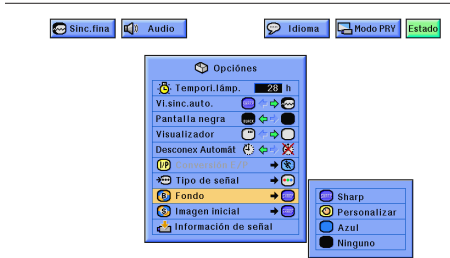 Sinc.fina
Audio
Idioma
Modo PRY
Estado
Opciónes
Tempori.lámp. 28 h
Vi.sinc.auto.
Pantalla negra
Visualizador
Desconex Automát
Tipo de señal
Fondo
Imagen inicial
Información de señal
Sharp
Personalizar
Azul
Ninguno